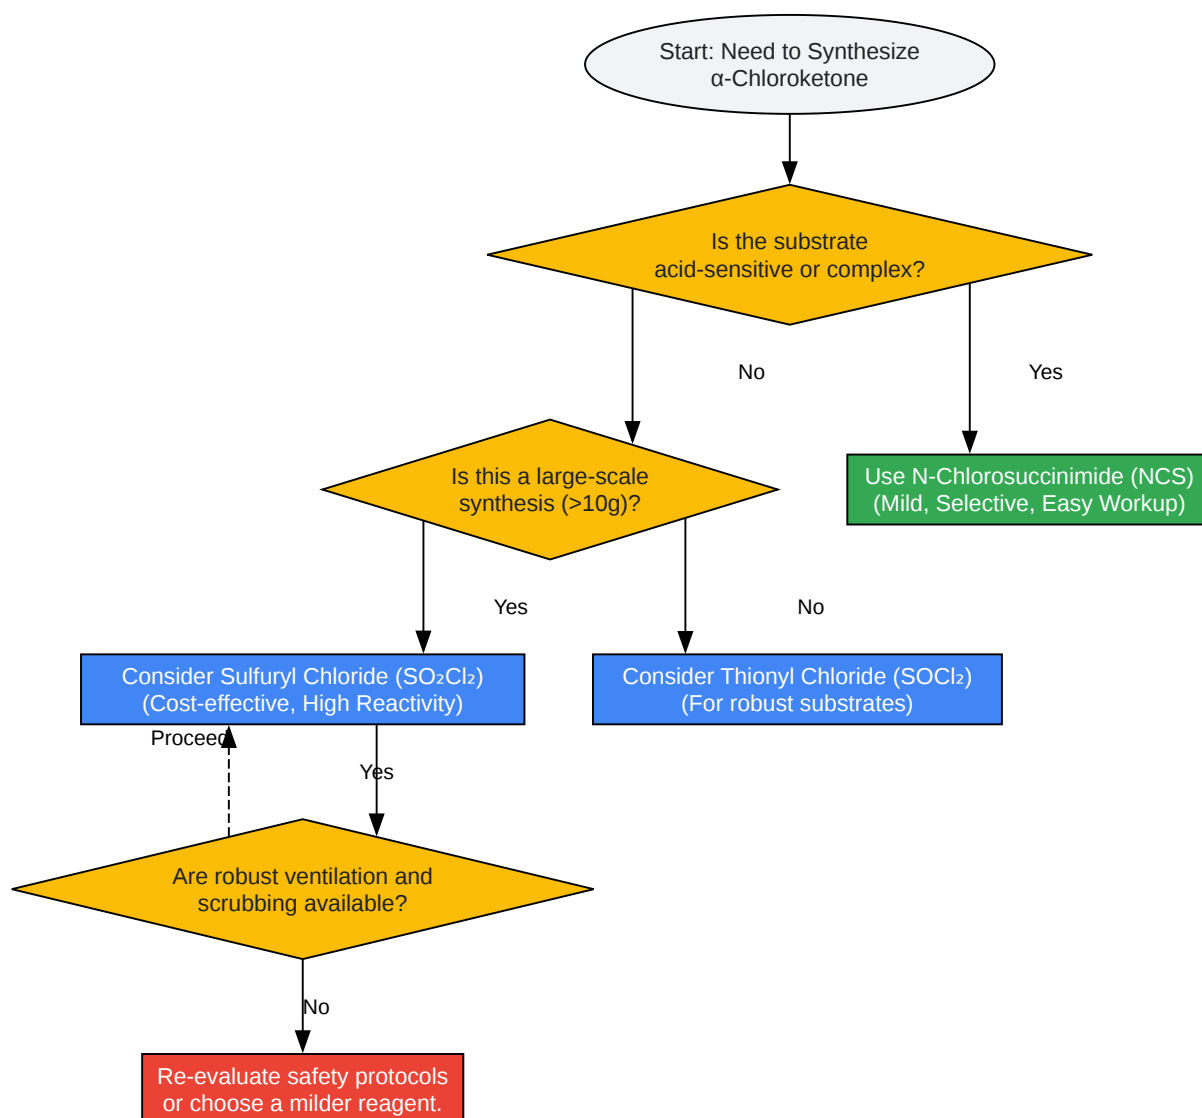 Start: Need to Synthesize
α-Chloroketone
Is the substrate
acid-sensitive or complex?
No
Yes
Is this a large-scale
synthesis (>10g)?
Use N-Chlorosuccinimide (NCS)
(Mild, Selective, Easy Workup)
Yes
No
Consider Sulfuryl Chloride (SO₂Cl₂)
(Cost-effective, High Reactivity)
Consider Thionyl Chloride (SOCl₂)
(For robust substrates)
Proceed
Yes
Are robust ventilation and
scrubbing available?
No
Re-evaluate safety protocols
or choose a milder reagent.